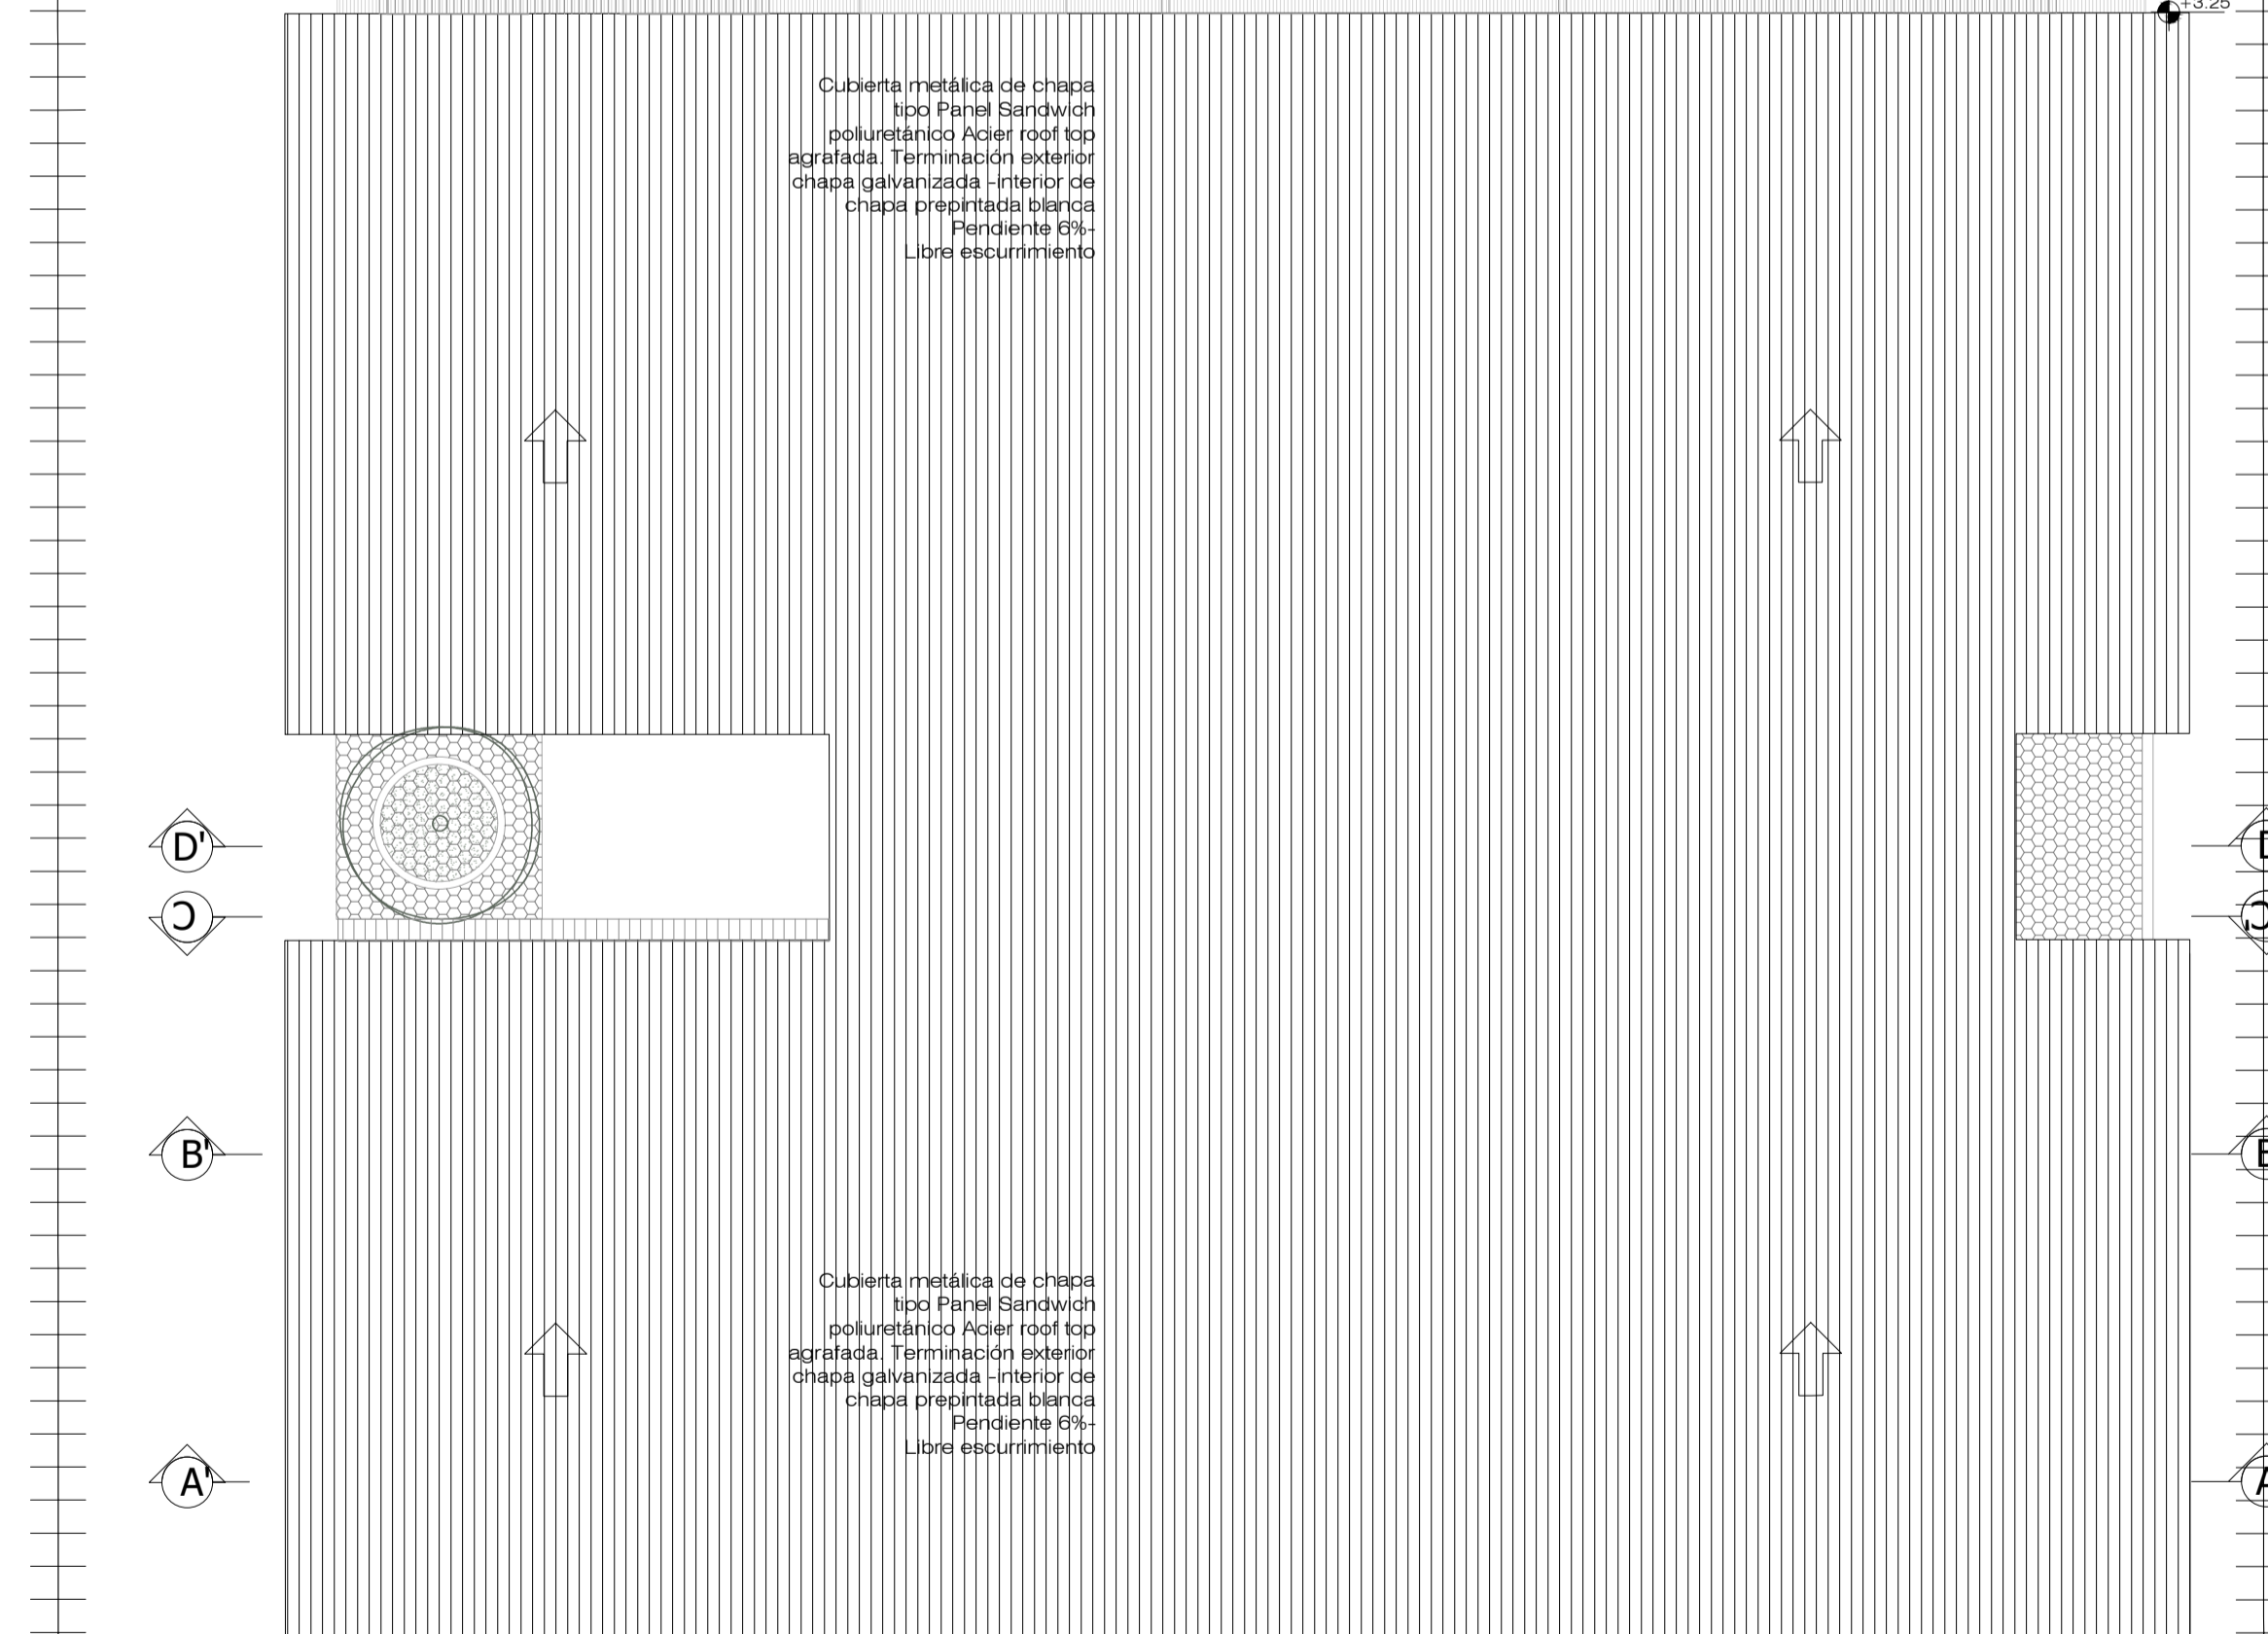 +3.25
Cubierta metálica de chapa
tipo Panel Sandwich
poliuretánico Acier roof top
agrafada. Terminación exterior
chapa galvanizada -interior de
chapa prepintada blanca
Pendiente 6%-
Libre escurrimiento
D'
C
B'
Cubierta metálica de chapa
tipo Panel Sandwich
poliuretánico Acier roof top
agrafada. Terminación exterior
chapa galvanizada -interior de
chapa prepintada blanca
Pendiente 6%-
Libre escurrimiento
A'